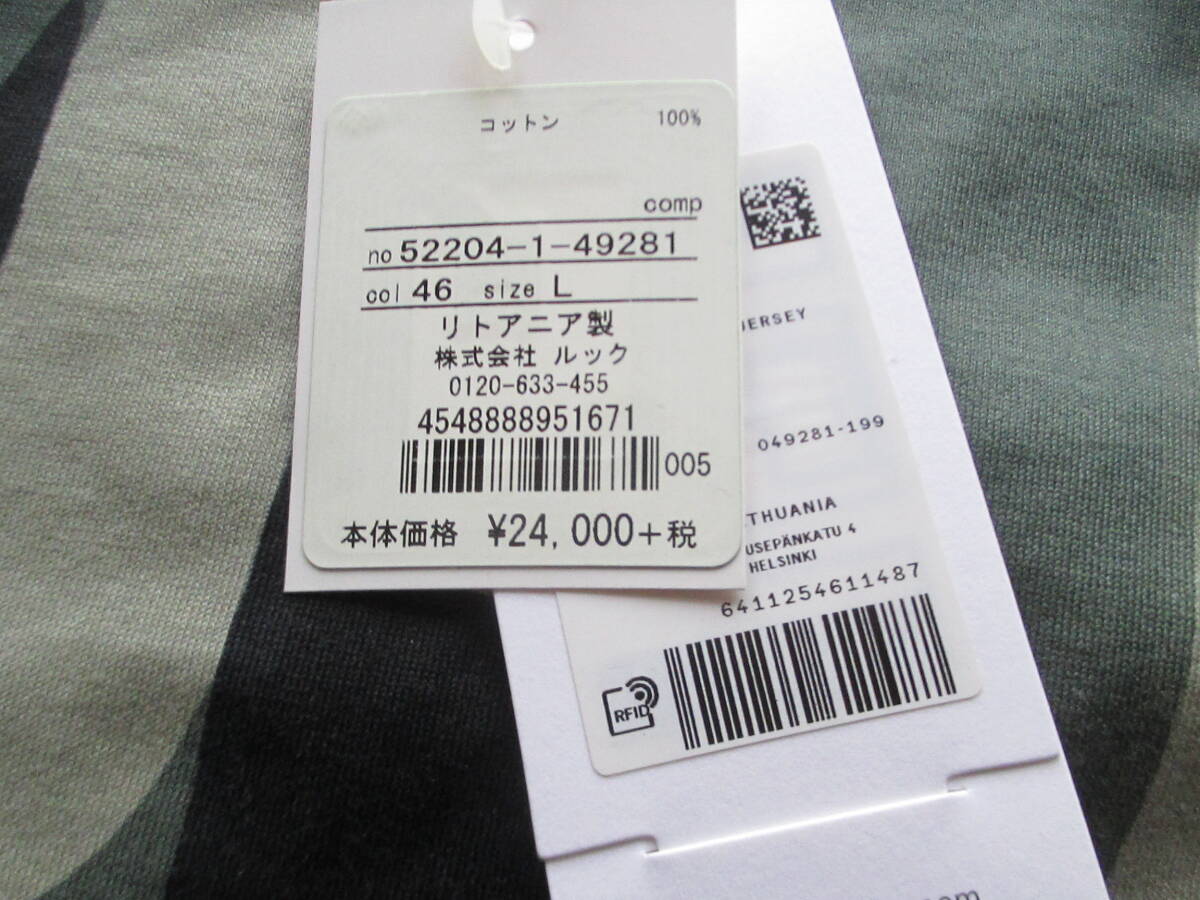 コットン 100%
comp
no 52204-1-49281
col 46 size L
リトアニア製
株式会社 ルック
0120-633-455
4548888951671
005
本体価格 ¥24,000+税
JERSEY
049281-199
THUANIA
USEPÄNKATU 4
HELSINKI
6411254611487
RFID